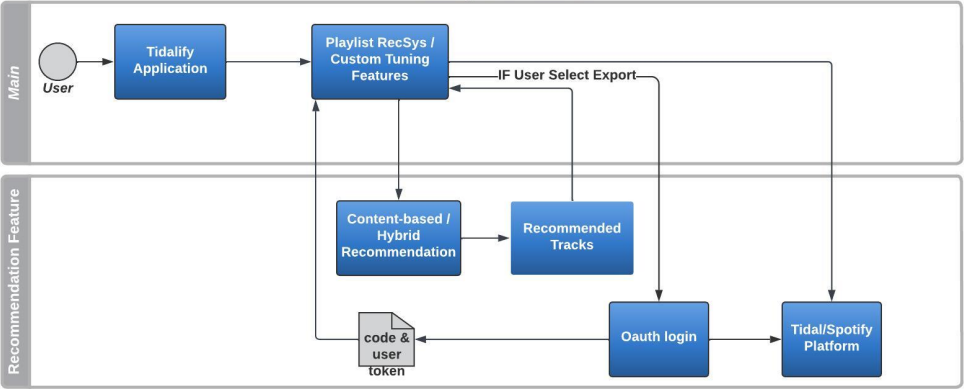 Main
User
Tidalify
Application
Playlist RecSys /
Custom Tuning
Features
IF User Select Export
Recommendation Feature
Content-based /
Hybrid
Recommendation
Recommended
Tracks
code &
user
token
Oauth login
Tidal/Spotify
Platform